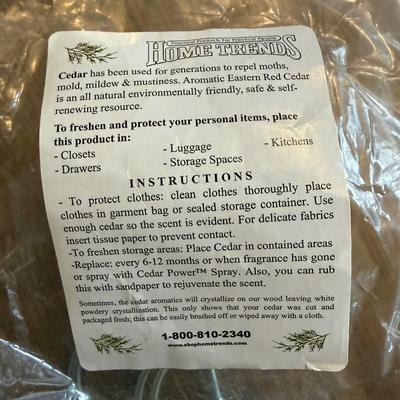 Practical Products for Practical People
HOME TRENDS
Cedar has been used for generations to repel moths,
mold, mildew & mustiness. Aromatic Eastern Red Cedar
is an all natural environmentally friendly, safe & self-
renewing resource.
To freshen and protect your personal items, place
this product in:
- Closets - Luggage - Kitchens
- Drawers - Storage Spaces
INSTRUCTIONS
- To protect clothes: clean clothes thoroughly place
clothes in garment bag or sealed storage container. Use
enough cedar so the scent is evident. For delicate fabrics
insert tissue paper to prevent contact.
-To freshen storage areas: Place Cedar in contained areas
-Replace: every 6-12 months or when fragrance has gone
or spray with Cedar Power™ Spray. Also, you can rub
this with sandpaper to rejuvenate the scent.
Sometimes, the cedar aromatics will crystallize on our wood leaving white
powdery crystallization. This only shows that your cedar was cut and
packaged fresh; this can be easily brushed off or wiped away with a cloth.
1-800-810-2340
www.shophometrends.com